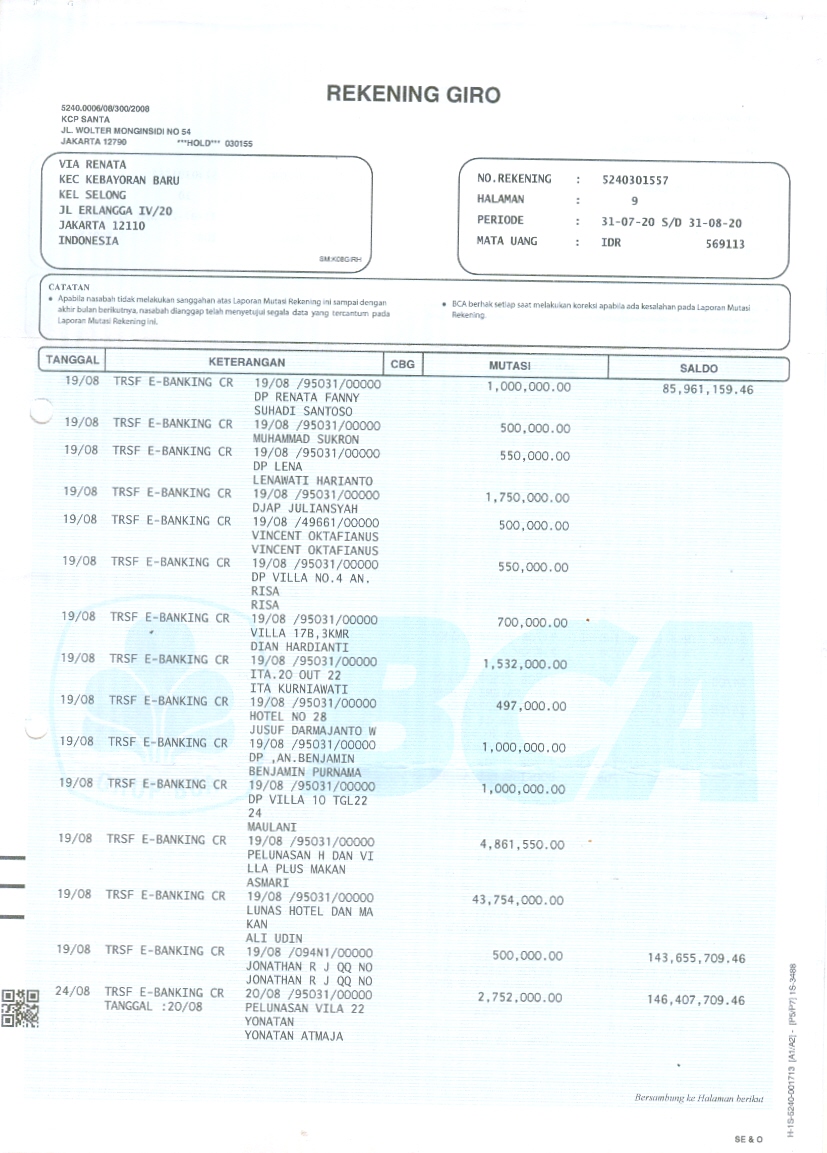 REKENING GIRO
5240.0006/08/300/2008
KCP SANTA
JL. WOLTER MONGINSIDI NO 54
JAKARTA 12790 ***HOLD*** 030155
VIA RENATA
KEC KEBAYORAN BARU
KEL SELONG
JL ERLANGGA IV/20
JAKARTA 12110
INDONESIA
NO.REKENING : 5240301557
HALAMAN : 9
PERIODE : 31-07-20 S/D 31-08-20
MATA UANG : IDR 569113
CATATAN
• Apabila nasabah tidak melakukan sanggahan atas Laporan Mutasi Rekening ini sampai dengan
akhir bulan berikutnya, nasabah dianggap telah menyetujui segala data yang tercantum pada
Laporan Mutasi Rekening ini.
• BCA berhak setiap saat melakukan koreksi apabila ada kesalahan pada Laporan Mutasi
Rekening.
TANGGAL KETERANGAN CBG MUTASI SALDO
19/08 TRSF E-BANKING CR 19/08 /95031/00000 1,000,000.00 85,961,159.46
DP RENATA FANNY
SUHADI SANTOSO
19/08 TRSF E-BANKING CR 19/08 /95031/00000 500,000.00
MUHAMMAD SUKRON
19/08 TRSF E-BANKING CR 19/08 /95031/00000 550,000.00
DP LENA
LENAWATI HARIANTO
19/08 TRSF E-BANKING CR 19/08 /95031/00000 1,750,000.00
DJAP JULIANSYAH
19/08 TRSF E-BANKING CR 19/08 /49661/00000 500,000.00
VINCENT OKTAFIANUS
VINCENT OKTAFIANUS
19/08 TRSF E-BANKING CR 19/08 /95031/00000 550,000.00
DP VILLA NO.4 AN.
RISA
RISA
19/08 TRSF E-BANKING CR 19/08 /95031/00000 700,000.00
VILLA 17B,3KMR
DIAN HARDIANTI
19/08 TRSF E-BANKING CR 19/08 /95031/00000 1,532,000.00
ITA.20 OUT 22
ITA KURNIAWATI
19/08 TRSF E-BANKING CR 19/08 /95031/00000 497,000.00
HOTEL NO 28
JUSUF DARMAJANTO W
19/08 TRSF E-BANKING CR 19/08 /95031/00000 1,000,000.00
DP ,AN.BENJAMIN
BENJAMIN PURNAMA
19/08 TRSF E-BANKING CR 19/08 /95031/00000 1,000,000.00
DP VILLA 10 TGL22
24
MAULANI
19/08 TRSF E-BANKING CR 19/08 /95031/00000 4,861,550.00
PELUNASAN H DAN VI
LLA PLUS MAKAN
ASMARI
19/08 TRSF E-BANKING CR 19/08 /95031/00000 43,754,000.00
LUNAS HOTEL DAN MA
KAN
ALI UDIN
19/08 TRSF E-BANKING CR 19/08 /094N1/00000 500,000.00 143,655,709.46
JONATHAN R J QQ NO
JONATHAN R J QQ NO
24/08 TRSF E-BANKING CR 20/08 /95031/00000 2,752,000.00 146,407,709.46
TANGGAL :20/08 PELUNASAN VILA 22
YONATAN
YONATAN ATMAJA
BCA
Bersambung ke Halaman berikut
SE & O
H-1S-5240-001713 [A1/A2] - [P5/P7] 1S-3488